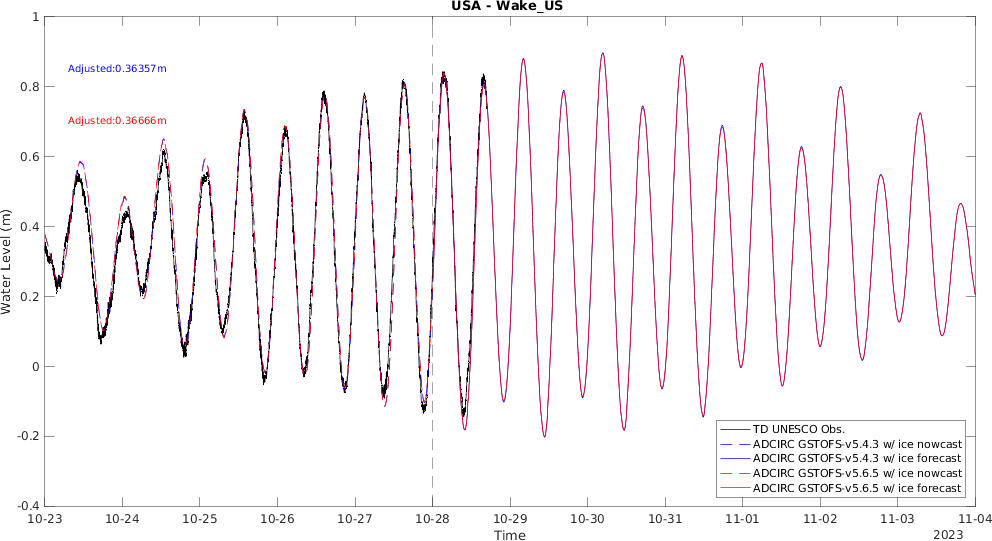 USA - Wake_US
1
0.8
0.6
0.4
0.2
0
-0.2
-0.4
Water Level (m)
Adjusted:0.36357m
Adjusted:0.36666m
TD UNESCO Obs.
ADCIRC GSTOFS-v5.4.3 w/ ice nowcast
ADCIRC GSTOFS-v5.4.3 w/ ice forecast
ADCIRC GSTOFS-v5.6.5 w/ ice nowcast
ADCIRC GSTOFS-v5.6.5 w/ ice forecast
10-23 10-24 10-25 10-26 10-27 10-28 10-29 10-30 10-31 11-01 11-02 11-03 11-04
Time
2023